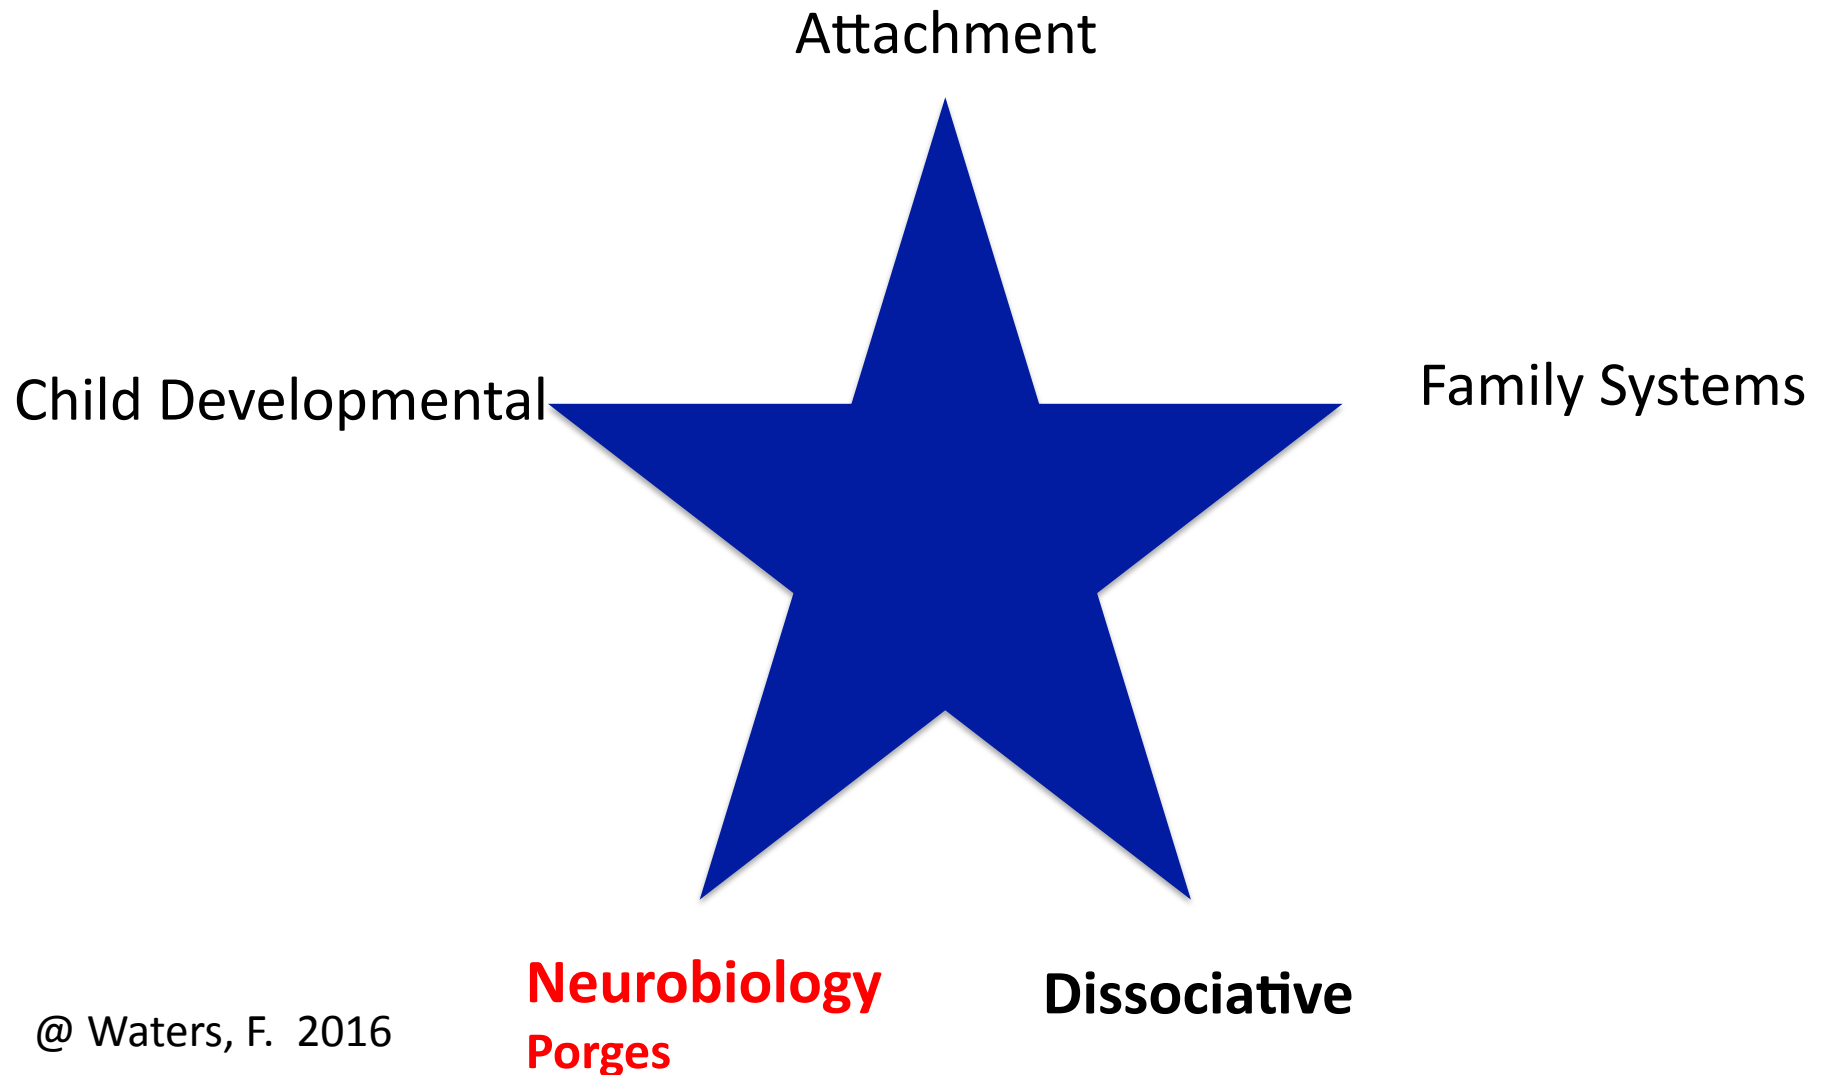 Attachment
Child Developmental
Family Systems
Neurobiology
Porges
Dissociative
@ Waters, F.  2016